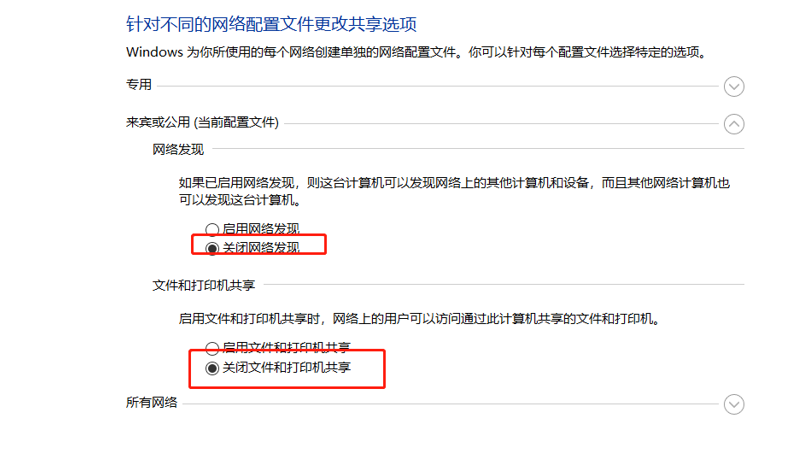 针对不同的网络配置文件更改共享选项
Windows 为你所使用的每个网络创建单独的网络配置文件。你可以针对每个配置文件选择特定的选项。
专用
来宾或公用 (当前配置文件)
网络发现
如果已启用网络发现，则这台计算机可以发现网络上的其他计算机和设备，而且其他网络计算机也
可以发现这台计算机。
启用网络发现
关闭网络发现
文件和打印机共享
启用文件和打印机共享时，网络上的用户可以访问通过此计算机共享的文件和打印机。
启用文件和打印机共享
关闭文件和打印机共享
所有网络